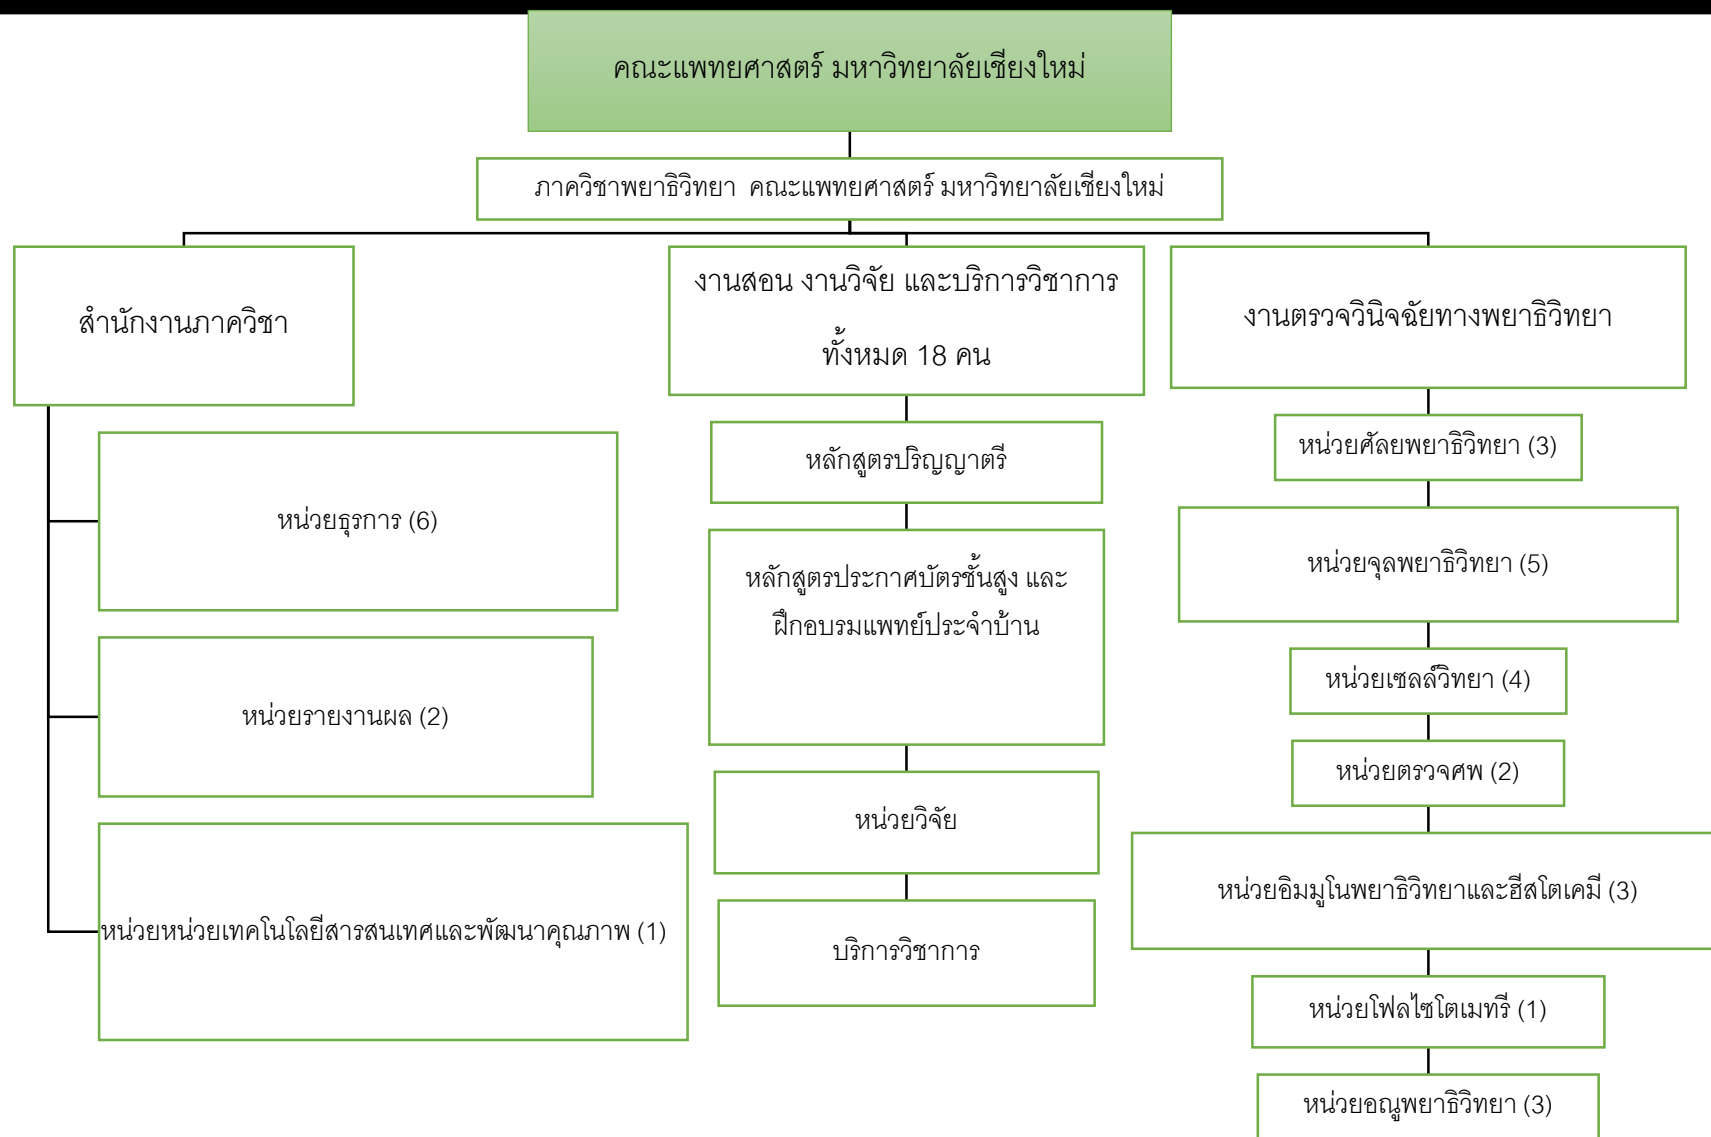 คณะแพทยศาสตร์ มหาวิทยาลัยเชียงใหม่
ภาควิชาพยาธิวิทยา คณะแพทยศาสตร์ มหาวิทยาลัยเชียงใหม่
สำนักงานภาควิชา
หน่วยธุรการ (6)
หน่วยรายงานผล (2)
หน่วยหน่วยเทคโนโลยีสารสนเทศและพัฒนาคุณภาพ (1)
งานสอน งานวิจัย และบริการวิชาการ
ทั้งหมด 18 คน
หลักสูตรปริญญาตรี
หลักสูตรประกาศบัตรชั้นสูง และ
ฝึกอบรมแพทย์ประจำบ้าน
หน่วยวิจัย
บริการวิชาการ
งานตรวจวินิจฉัยทางพยาธิวิทยา
หน่วยศัลยพยาธิวิทยา (3)
หน่วยจุลพยาธิวิทยา (5)
หน่วยเซลล์วิทยา (4)
หน่วยตรวจศพ (2)
หน่วยอิมมูโนพยาธิวิทยาและฮีสโตเคมี (3)
หน่วยโฟลไซโตเมทรี (1)
หน่วยอณูพยาธิวิทยา (3)